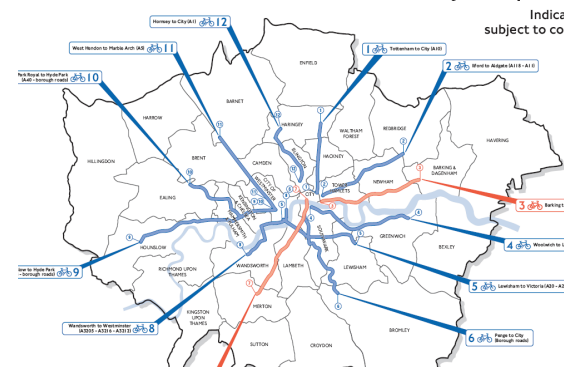 Indica
subject to co
Hornsey to City (A1) 12
1 Tottenham to City (A10)
West Hendon to Marble Arch (A5) 11
2 Ilford to Aldgate (A118 - A11)
Park Royal to Hyde Park
(A40 - borough roads) 10
ENFIELD
BARNET
HARROW
HARINGEY
WALTHAM
FOREST
REDBRIDGE
HAVERING
HILLINGDON
BRENT
CAMDEN
ISLINGTON
HACKNEY
BARKING &
DAGENHAM
EALING
CITY OF
WESTMINSTER
CITY
TOWER
HAMLETS
NEWHAM
3 Barking t
HOUNSLOW
SOUTHWARK
GREENWICH
BEXLEY
4 Woolwich to L
low to Hyde Park
- borough roads) 9
RICHMOND UPON
THAMES
WANDSWORTH
LAMBETH
LEWISHAM
5 Lewisham to Victoria (A20 - A2
MERTON
KINGSTON
UPON
THAMES
Wandsworth to Westminster
(A3205 - A3216 - A3213) 8
6 Penge to City
(Borough roads)
SUTTON
CROYDON
BROMLEY